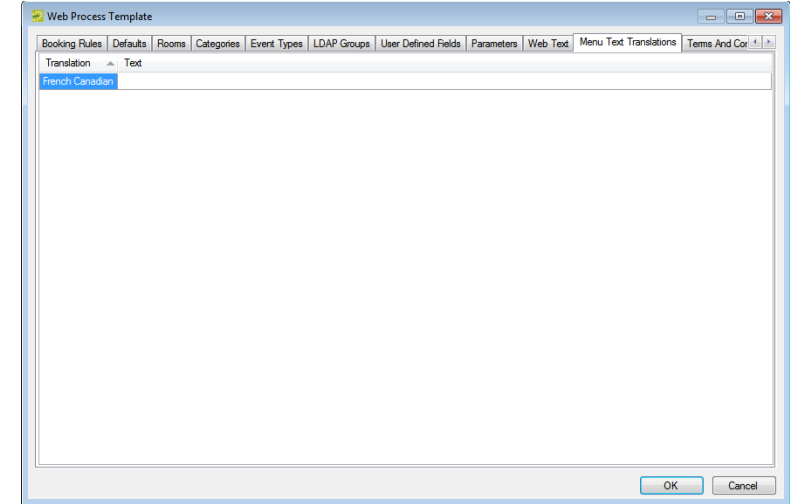 Web Process Template
Booking Rules Defaults Rooms Categories Event Types LDAP Groups User Defined Fields Parameters Web Text Menu Text Translations Terms And Cor
Translation Text
French Canadian
OK Cancel